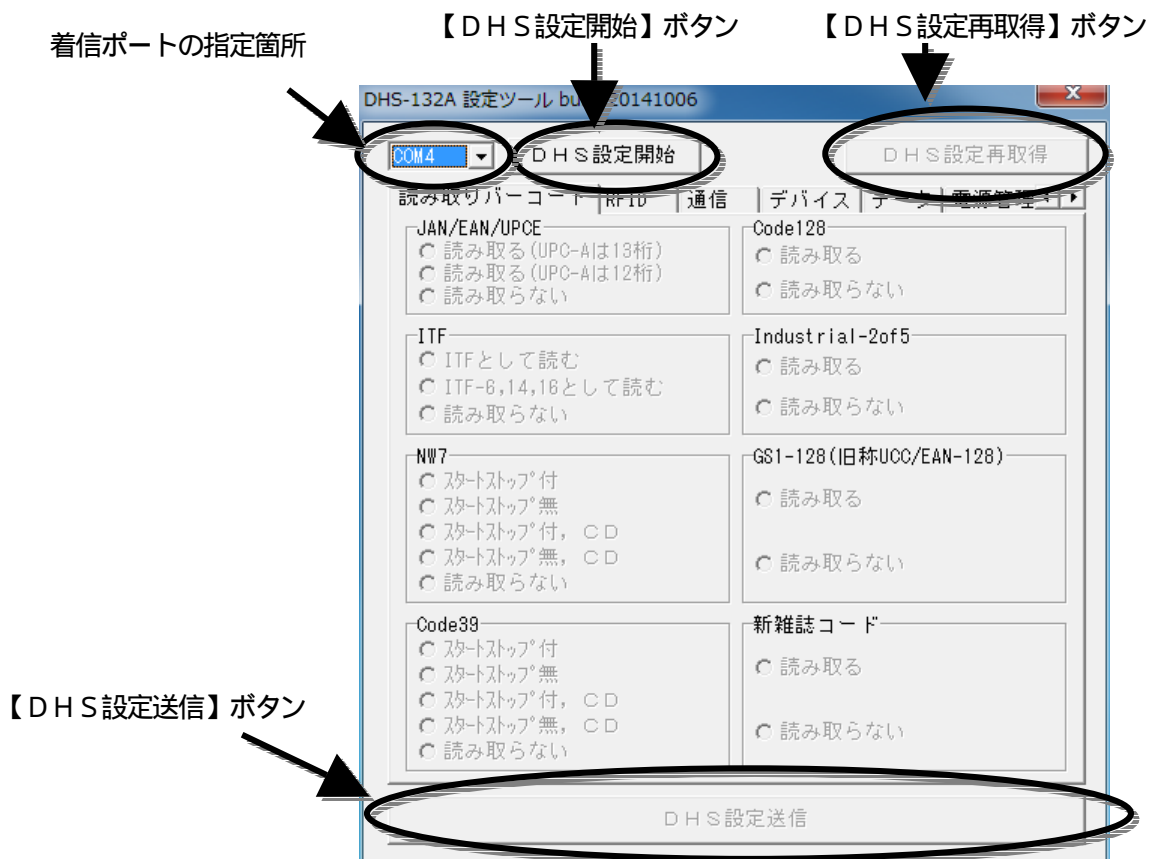 【ＤＨＳ設定開始】ボタン
【ＤＨＳ設定再取得】ボタン
着信ポートの指定箇所
DHS-132A 設定ツール bu 20141006
COM4
ＤＨＳ設定開始
ＤＨＳ設定再取得
読み取りバーコード RFID 通信 デバイス データ 電源管理
JAN/EAN/UPCE
読み取る(UPC-Aは13桁)
読み取る(UPC-Aは12桁)
読み取らない
Code128
読み取る
読み取らない
ITF
ITFとして読む
ITF-6,14,16として読む
読み取らない
Industrial-2of5
読み取る
読み取らない
NW7
ｽﾀｰﾄｽﾄｯﾌﾟ付
ｽﾀｰﾄｽﾄｯﾌﾟ無
ｽﾀｰﾄｽﾄｯﾌﾟ付，ＣＤ
ｽﾀｰﾄｽﾄｯﾌﾟ無，ＣＤ
読み取らない
GS1-128(旧称UCC/EAN-128)
読み取る
読み取らない
Code39
ｽﾀｰﾄｽﾄｯﾌﾟ付
ｽﾀｰﾄｽﾄｯﾌﾟ無
ｽﾀｰﾄｽﾄｯﾌﾟ付，ＣＤ
ｽﾀｰﾄｽﾄｯﾌﾟ無，ＣＤ
読み取らない
新雑誌コード
読み取る
読み取らない
【ＤＨＳ設定送信】ボタン
ＤＨＳ設定送信